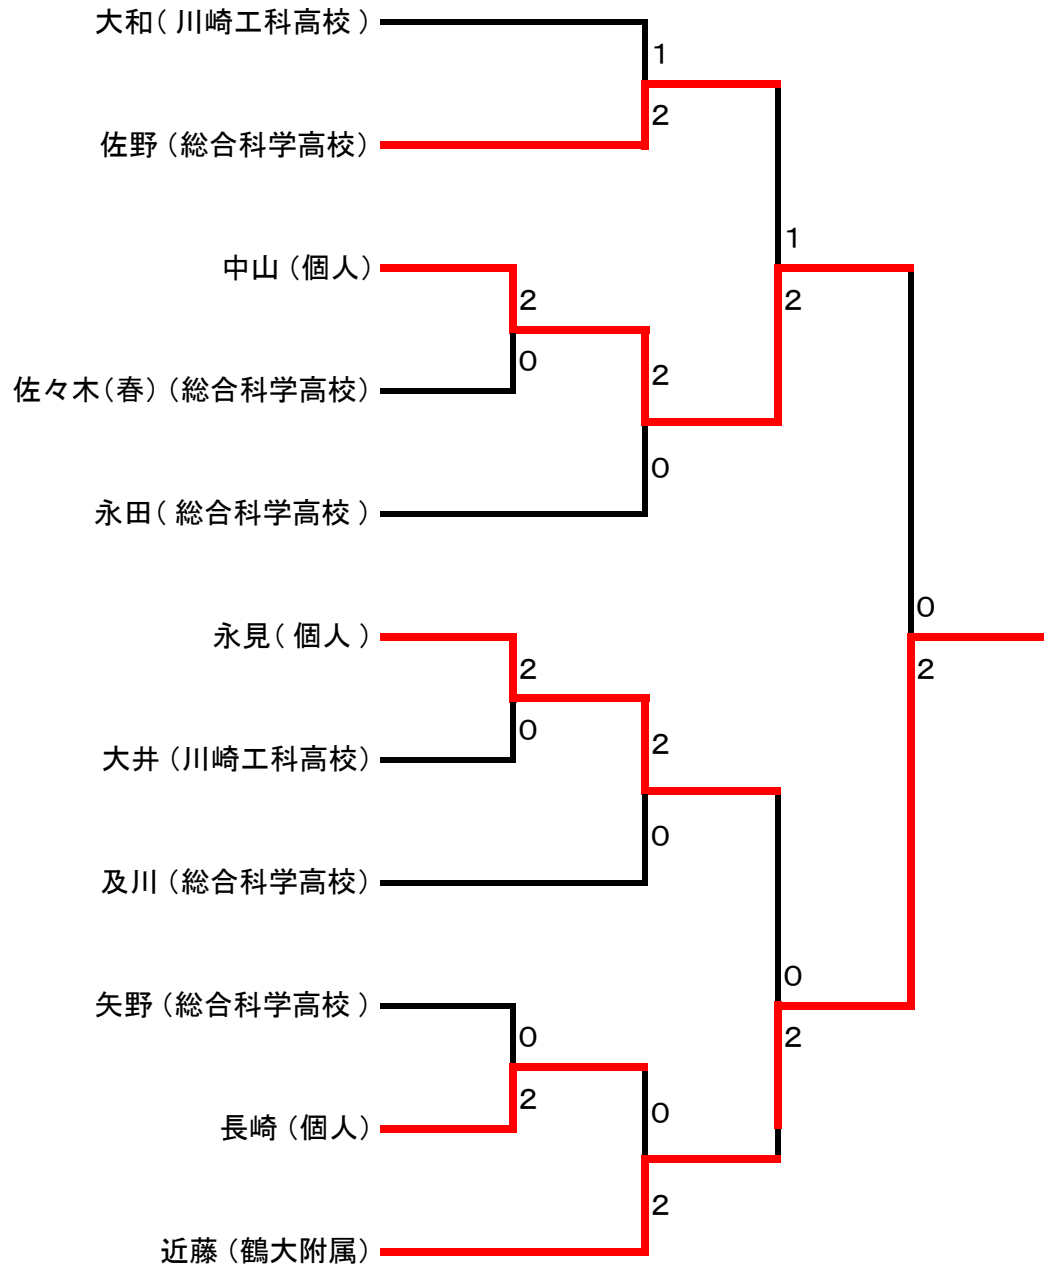 大和( 川崎工科高校 )
1
2
佐野 (総合科学高校)
1
中山 (個人)
2
2
0
2
佐々木(春) (総合科学高校)
0
永田( 総合科学高校 )
0
永見( 個人 )
2
2
0
2
大井 (川崎工科高校)
0
及川 (総合科学高校)
0
矢野 (総合科学高校 )
0
2
2
0
長崎 (個人)
2
近藤 (鶴大附属)